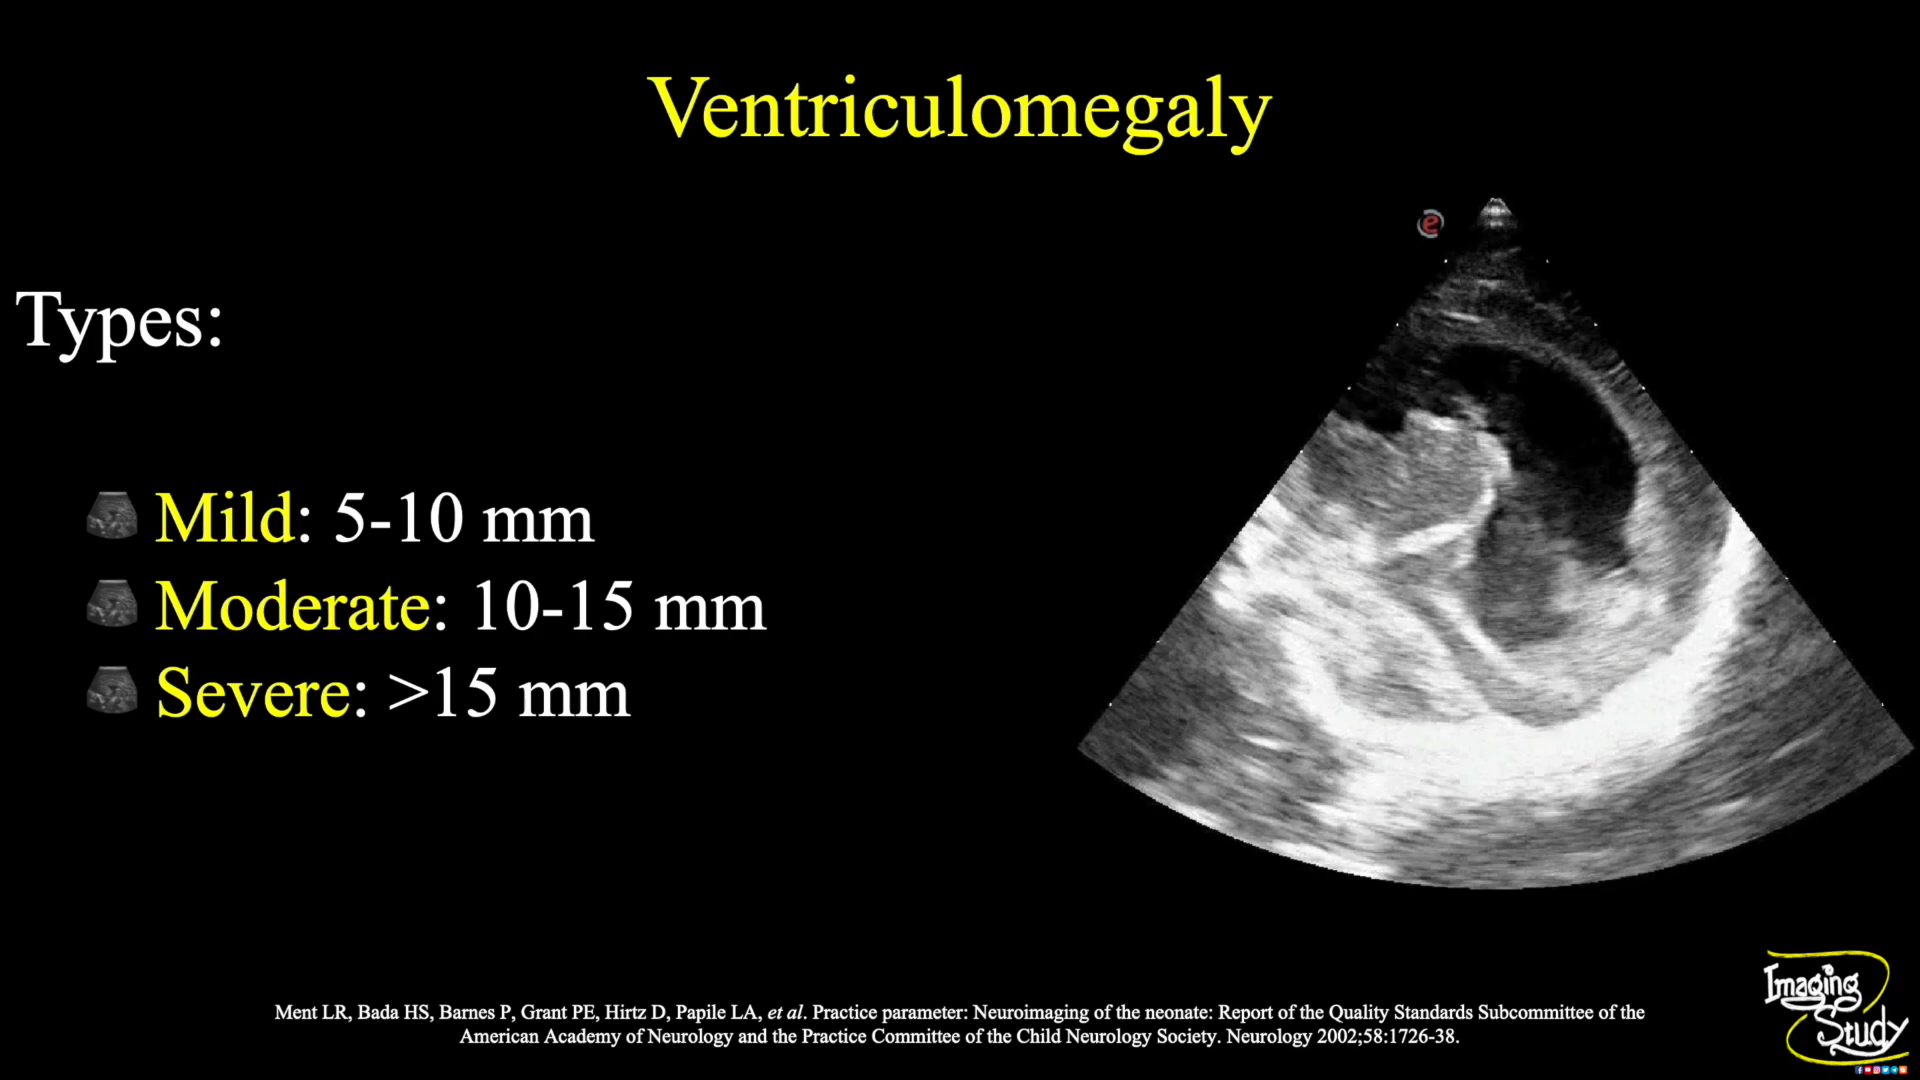 Ventriculomegaly
Types:
Mild: 5-10 mm
Moderate: 10-15 mm
Severe: >15 mm
Ment LR, Bada HS, Barnes P, Grant PE, Hirtz D, Papile LA, et al. Practice parameter: Neuroimaging of the neonate: Report of the Quality Standards Subcommittee of the
American Academy of Neurology and the Practice Committee of the Child Neurology Society. Neurology 2002;58:1726-38.
Imaging
Study